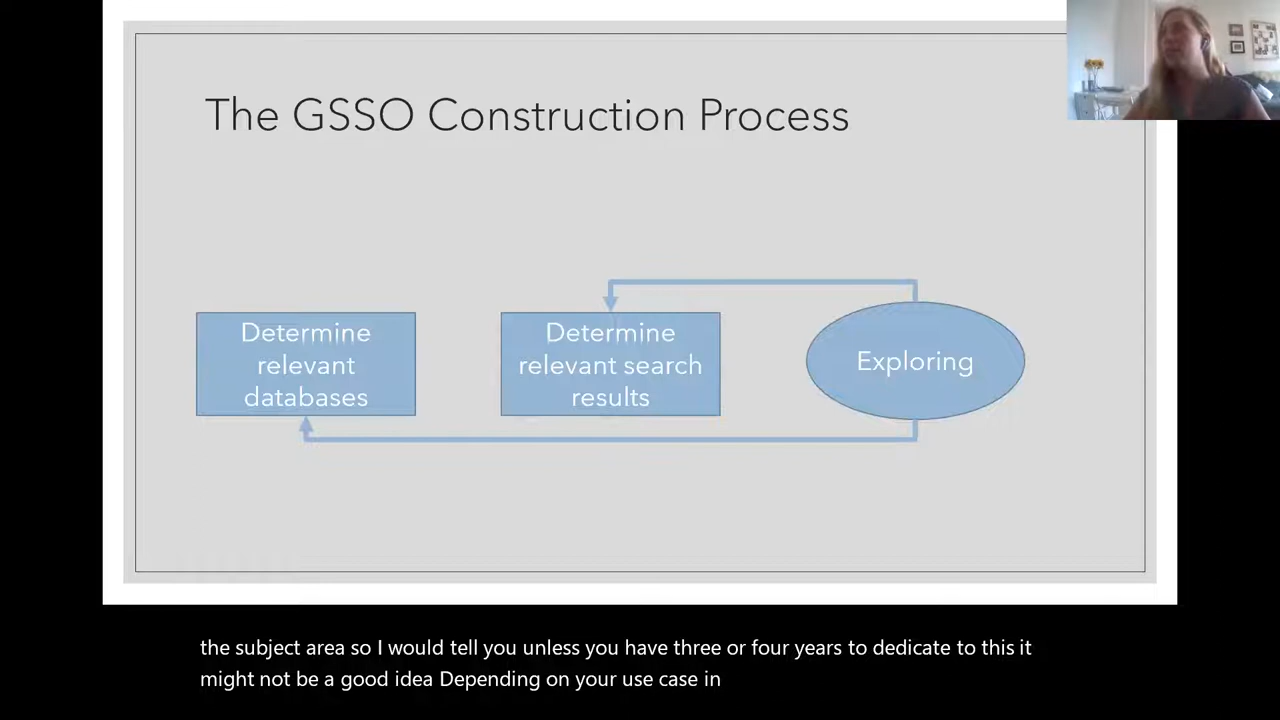 The GSSO Construction Process
Determine
relevant
databases
Determine
relevant search
results
Exploring
the subject area so I would tell you unless you have three or four years to dedicate to this it
might not be a good idea Depending on your use case in